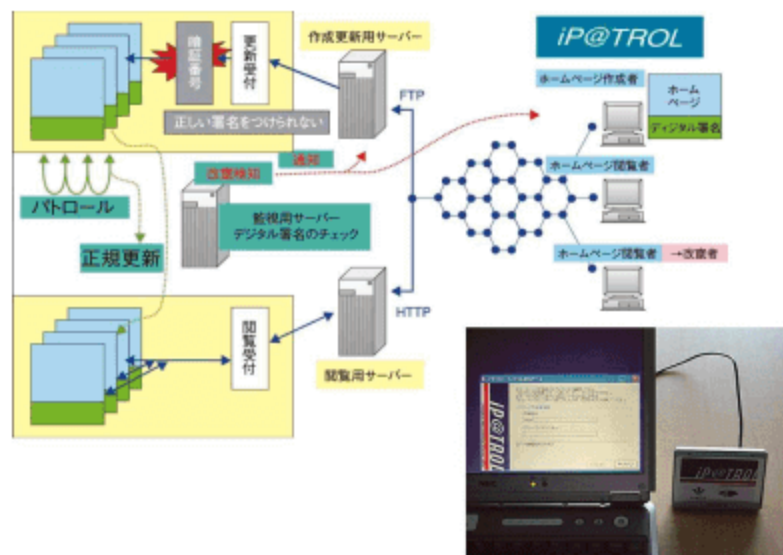 作成更新用サーバー
iP@TROL
更新受付
暗証番号
正しい署名をつけられない
FTP
ホームページ作成者
ホーム
ページ
ディジタル署名
通知
改竄検知
ホームページ閲覧者
パトロール
監視用サーバー
デジタル署名のチェック
正規更新
ホームページ閲覧者
→改竄者
HTTP
閲覧受付
閲覧用サーバー
iP@TROL
NEC
iP@TROL